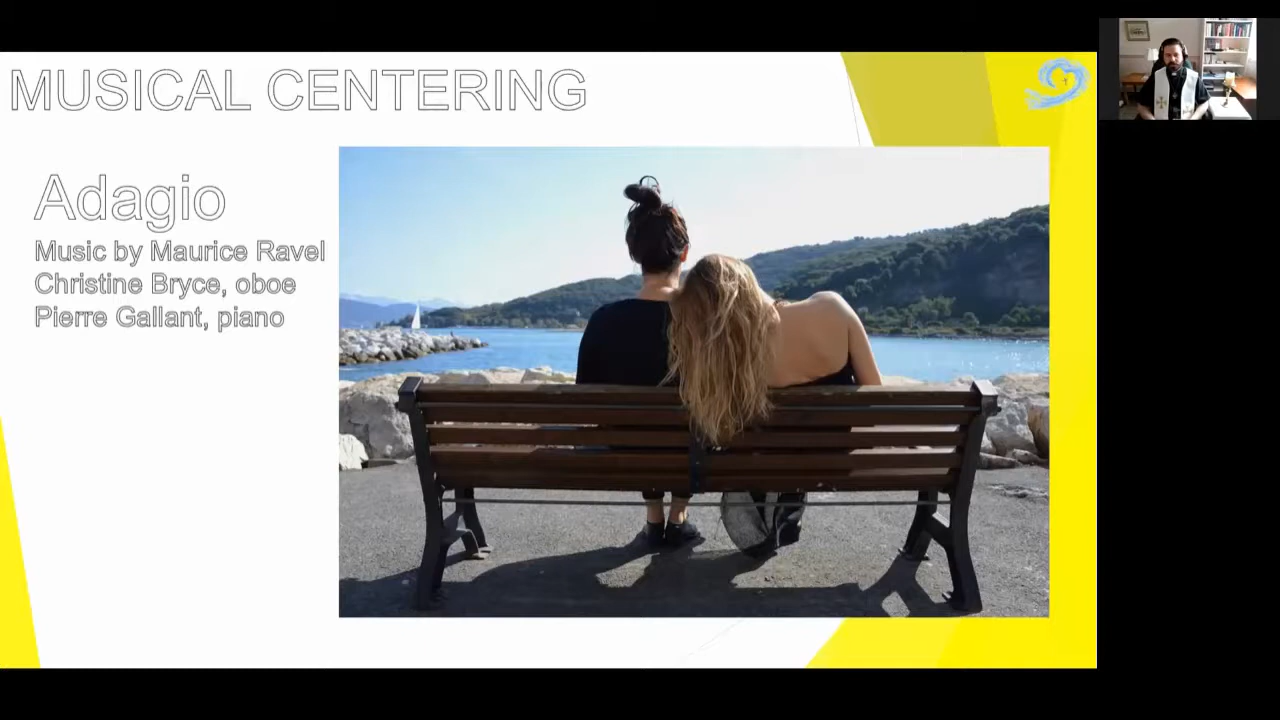 MUSICAL CENTERING
Adagio
Music by Maurice Ravel
Christine Bryce, oboe
Pierre Gallant, piano